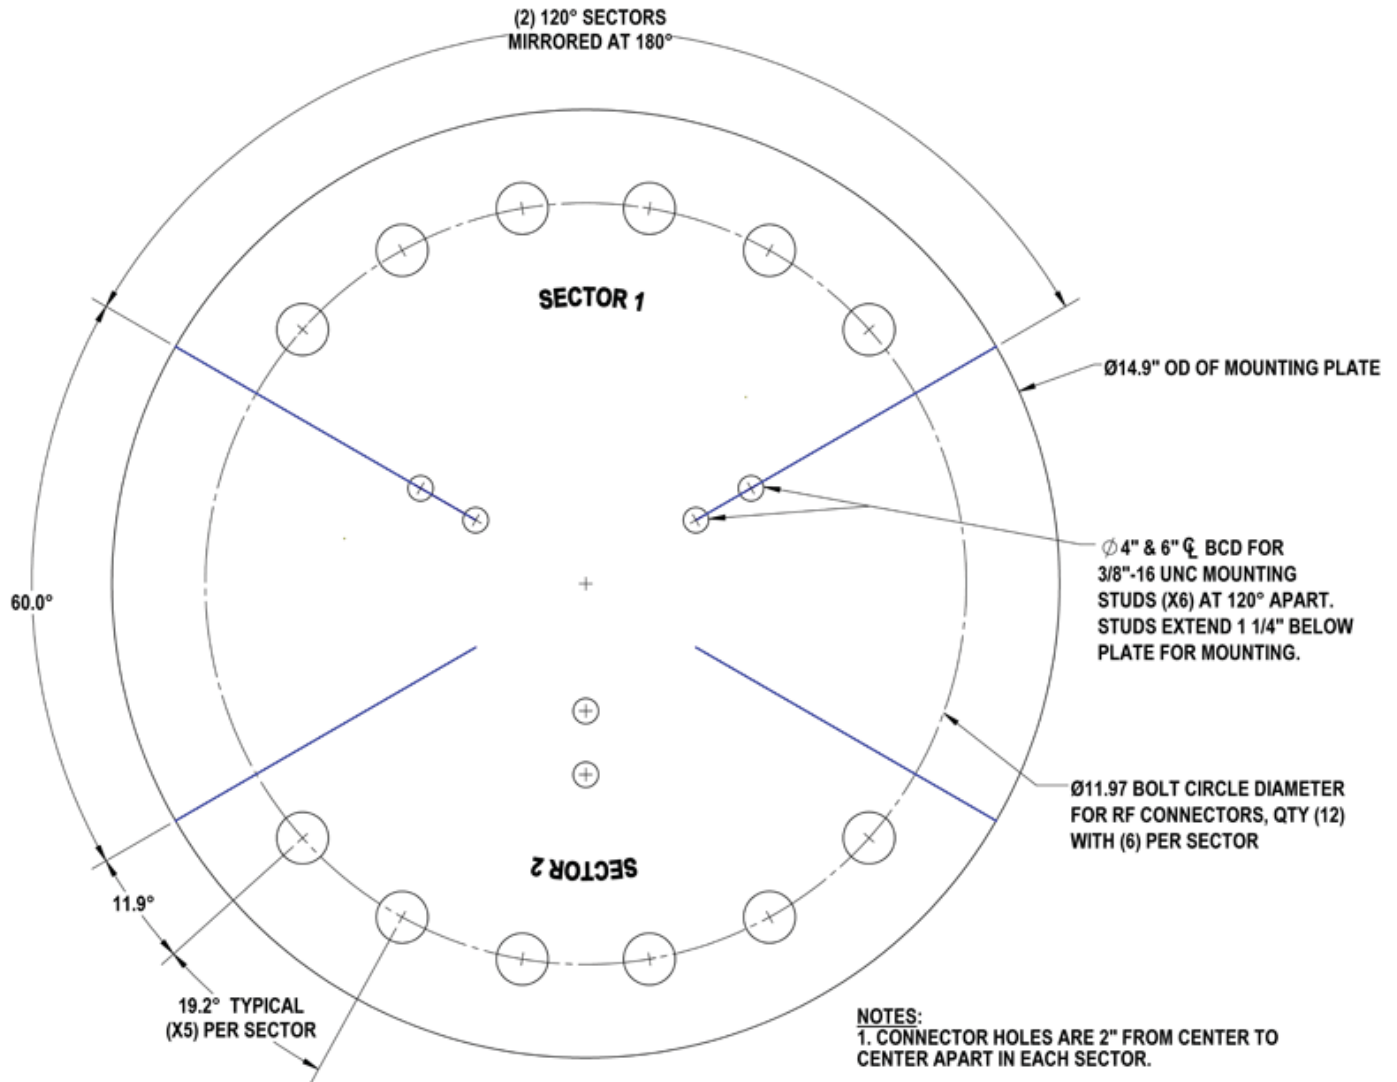 (2) 120° SECTORS
MIRRORED AT 180°
SECTOR 1
Ø14.9" OD OF MOUNTING PLATE
60.0°
∅ 4" & 6" ℄ BCD FOR
3/8"-16 UNC MOUNTING
STUDS (X6) AT 120° APART.
STUDS EXTEND 1 1/4" BELOW
PLATE FOR MOUNTING.
Ø11.97 BOLT CIRCLE DIAMETER
FOR RF CONNECTORS, QTY (12)
WITH (6) PER SECTOR
SECTOR 2
11.9°
19.2° TYPICAL
(X5) PER SECTOR
NOTES:
1. CONNECTOR HOLES ARE 2" FROM CENTER TO
CENTER APART IN EACH SECTOR.